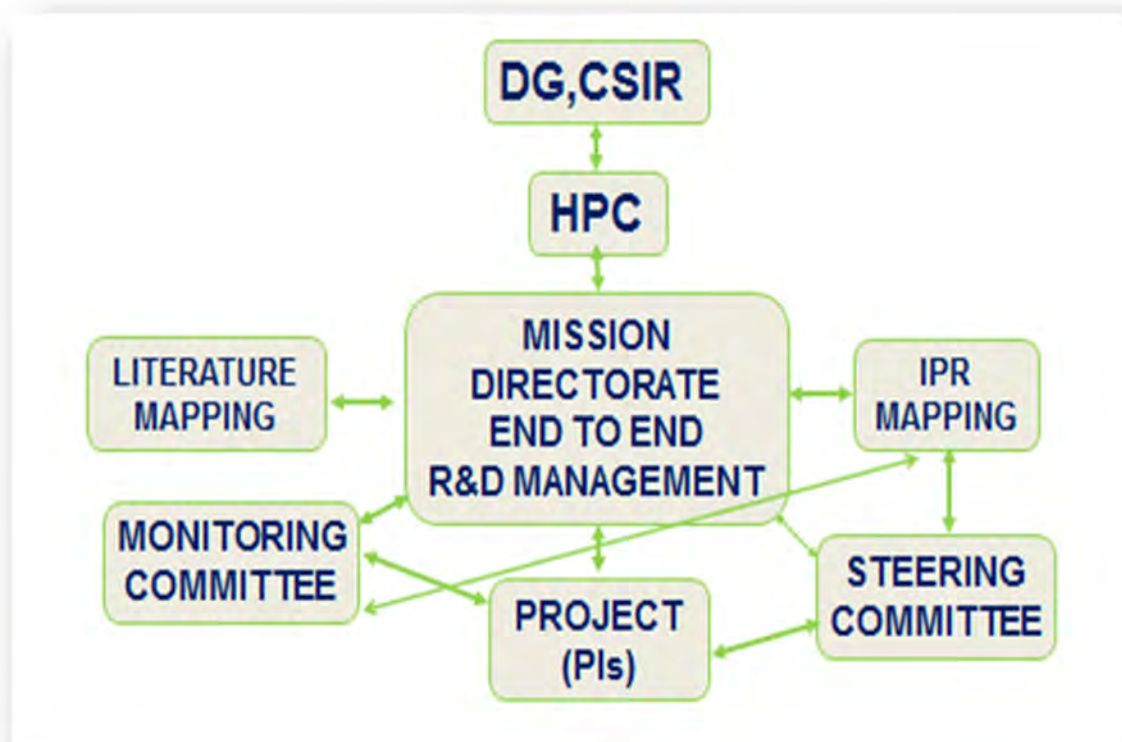 DG,CSIR
HPC
MISSION
DIRECTORATE
END TO END
R&D MANAGEMENT
LITERATURE
MAPPING
IPR
MAPPING
MONITORING
COMMITTEE
PROJECT
(PIs)
STEERING
COMMITTEE